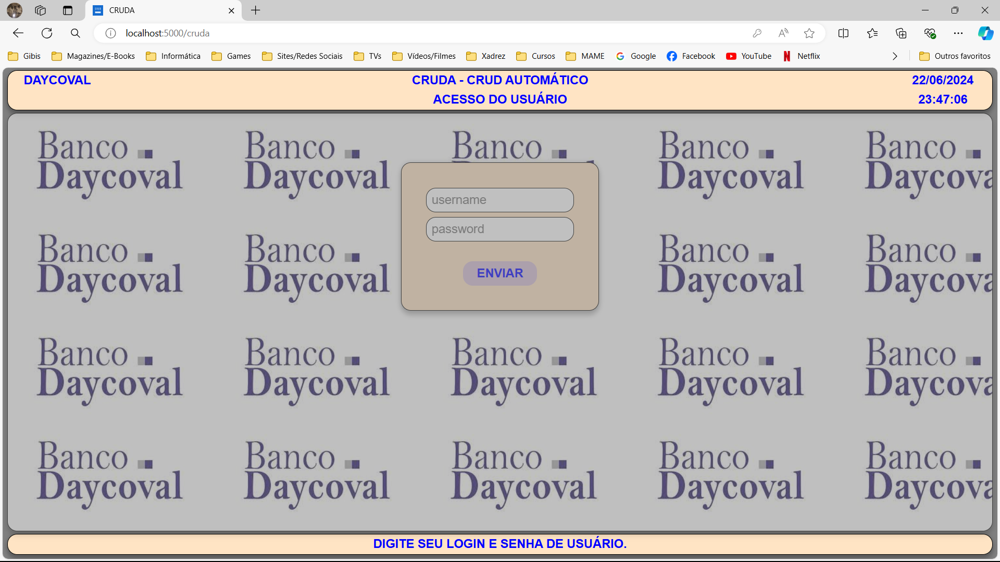 CRUDA
localhost:5000/cruda
Gibis Magazines/E-Books Informática Games Sites/Redes Sociais TVs Vídeos/Filmes Xadrez Cursos MAME Google Facebook YouTube Netflix Outros favoritos
DAYCOVAL CRUDA - CRUD AUTOMÁTICO 22/06/2024
ACESSO DO USUÁRIO 23:47:06
Banco Banco Banco Banco Banco
Daycoval Daycoval Daycoval Daycova
username
password
Banco Banco Banco Banco
Daycoval Daycoval Daycoval Daycova
ENVIAR
Banco Banco Banco Banco Banco
Daycoval Daycoval Daycoval Daycoval Daycova
Banco Banco Banco Banco Banco
Daycoval Daycoval Daycoval Daycoval Daycova
DIGITE SEU LOGIN E SENHA DE USUÁRIO.